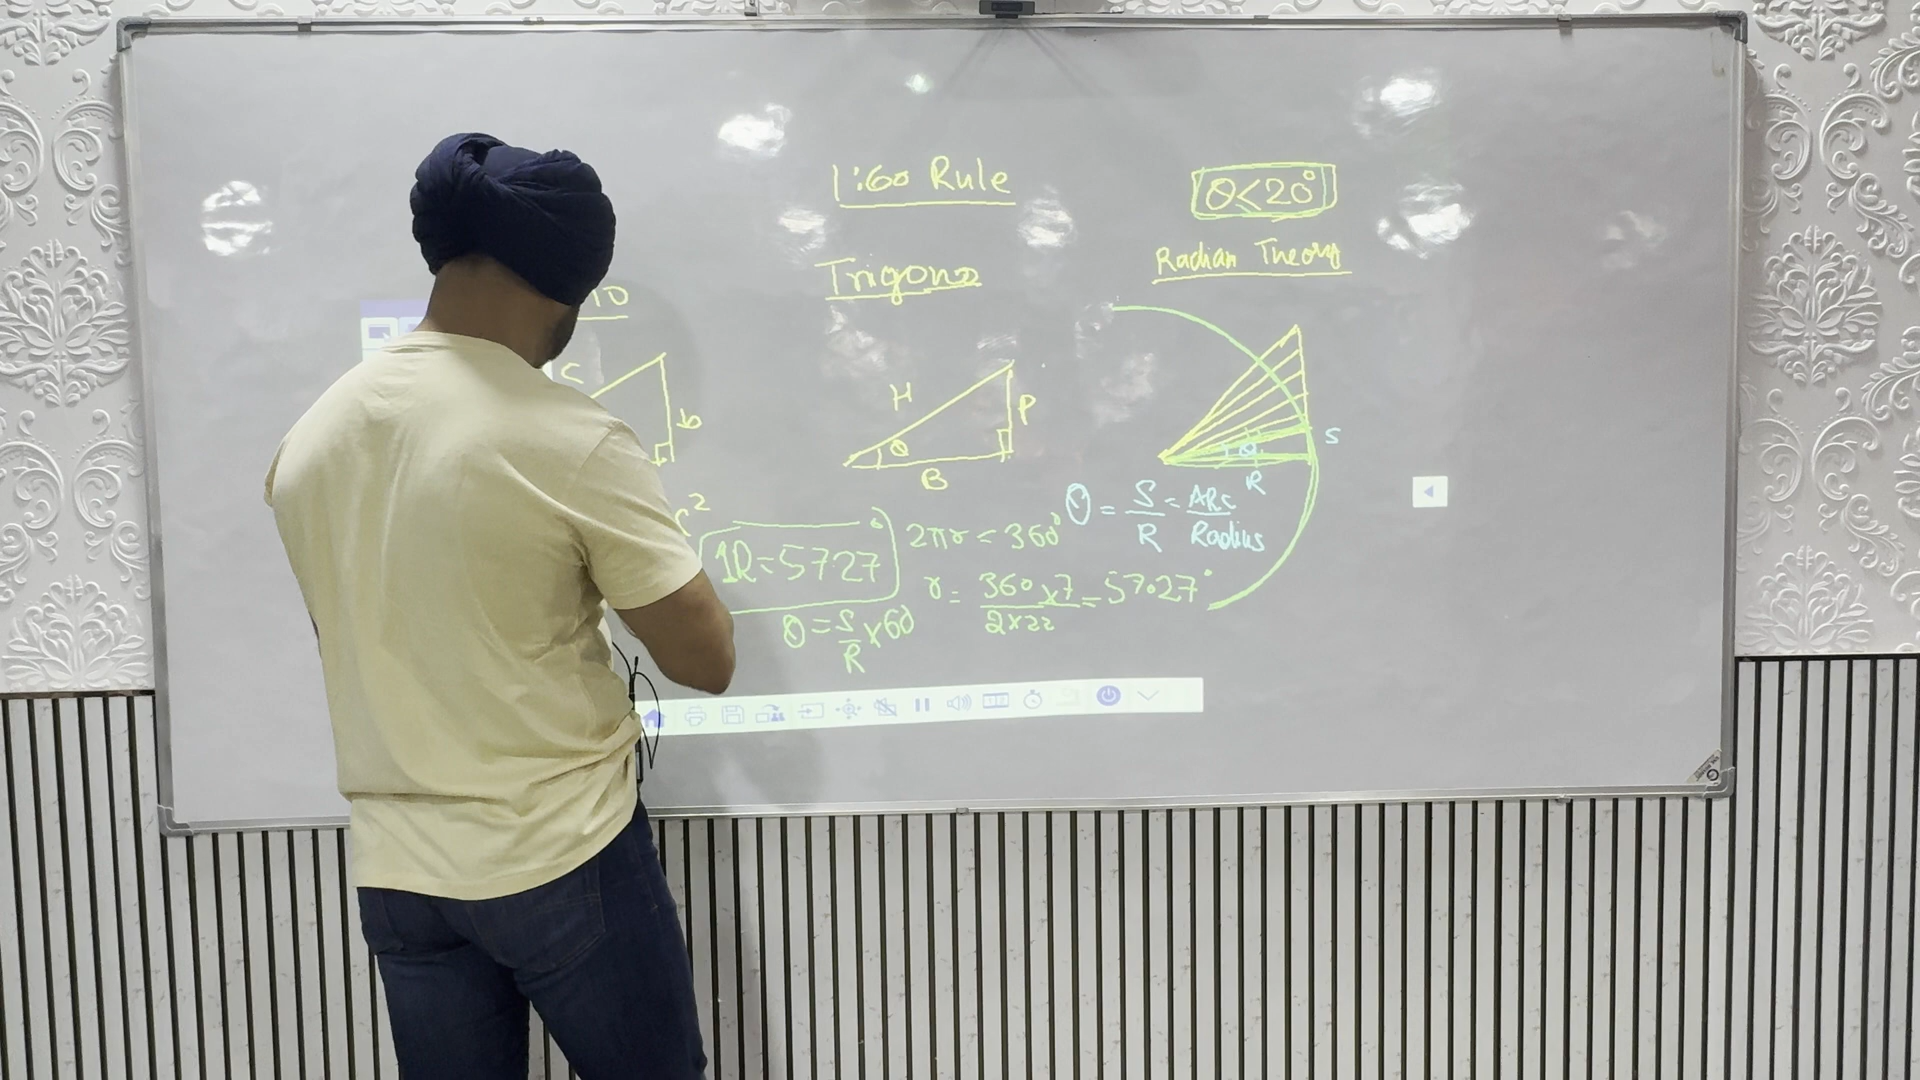 1:60 Rule
θ<20°
Trigono
Radian Theory
c
b
H
P
θ
B
S
θ
R
θ = S/R = ARC/Radius
1R=57.27°
2πr = 360°
r = 360×7/2×22 = 57.27°
θ = S/R × 60